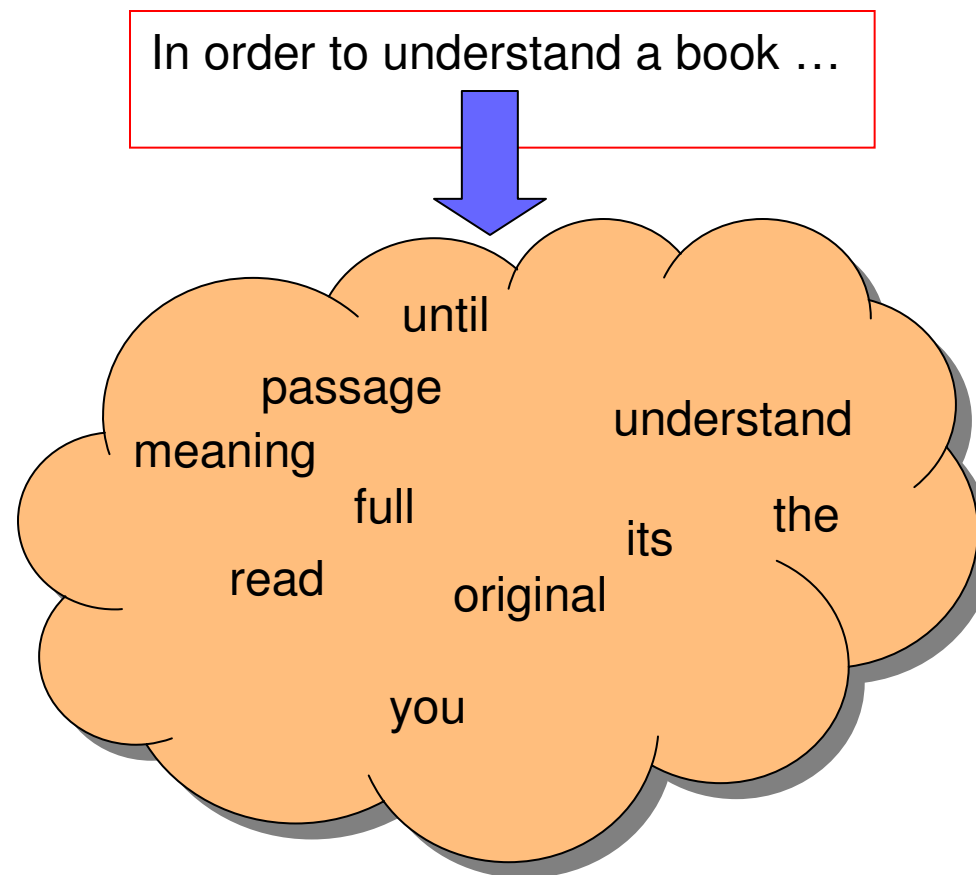 In order to understand a book …
until
passage
understand
meaning
full
the
its
read
original
you